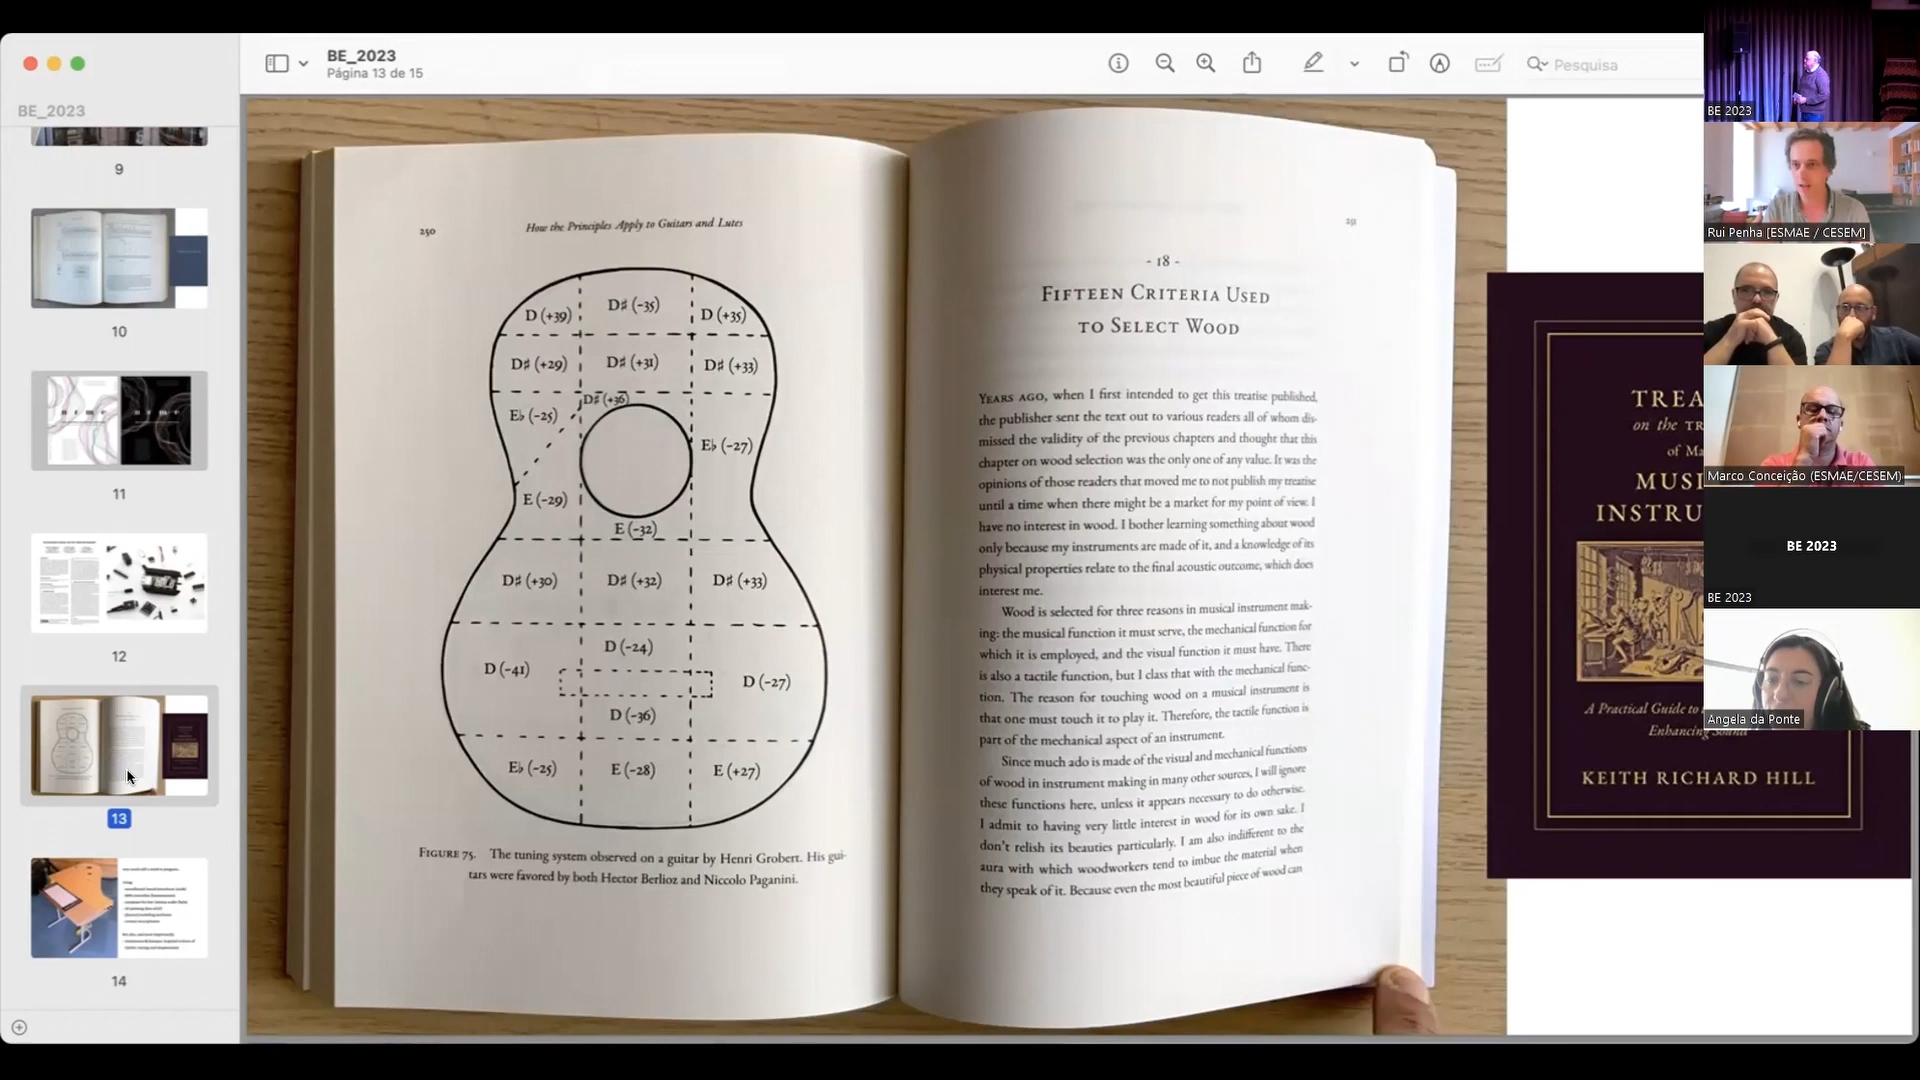 BE_2023
Página 13 de 15
Pesquisa
BE_2023
9
10
11
12
13
14
250
How the Principles Apply to Guitars and Lutes
D (+39)
D♯ (-35)
D (+35)
D♯ (+29)
D♯ (+31)
D♯ (+33)
E♭ (-25)
D♯ (+36)
E♭ (-27)
E (-29)
E (-32)
D♯ (+30)
D♯ (+32)
D♯ (+33)
D (-41)
D (-24)
D (-27)
D (-36)
E♭ (-25)
E (-28)
E (+27)
FIGURE 75. The tuning system observed on a guitar by Henri Grobert. His gui-
tars were favored by both Hector Berlioz and Niccolo Paganini.
251
- 18 -
FIFTEEN CRITERIA USED
TO SELECT WOOD
YEARS AGO, when I first intended to get this treatise published,
the publisher sent the text out to various readers all of whom dis-
missed the validity of the previous chapters and thought that this
chapter on wood selection was the only one of any value. It was the
opinions of those readers that moved me to not publish my treatise
until a time when there might be a market for my point of view. I
have no interest in wood. I bother learning something about wood
only because my instruments are made of it, and a knowledge of its
physical properties relate to the final acoustic outcome, which does
interest me.
Wood is selected for three reasons in musical instrument mak-
ing: the musical function it must serve, the mechanical function for
which it is employed, and the visual function it must have. There
is also a tactile function, but I class that with the mechanical func-
tion. The reason for touching wood on a musical instrument is
that one must touch it to play it. Therefore, the tactile function is
part of the mechanical aspect of an instrument.
Since much ado is made of the visual and mechanical functions
of wood in instrument making in many other sources, I will ignore
these functions here, unless it appears necessary to do otherwise.
I admit to having very little interest in wood for its own sake. I
don't relish its beauties particularly. I am also indifferent to the
aura with which woodworkers tend to imbue the material when
they speak of it. Because even the most beautiful piece of wood can
TREA
on the TR
of Ma
MUSI
INSTRU
A Practical Guide to
Enhancing Sound
KEITH RICHARD HILL
BE 2023
Rui Penha [ESMAE / CESEM]
Marco Conceição (ESMAE/CESEM)
BE 2023
BE 2023
Angela da Ponte